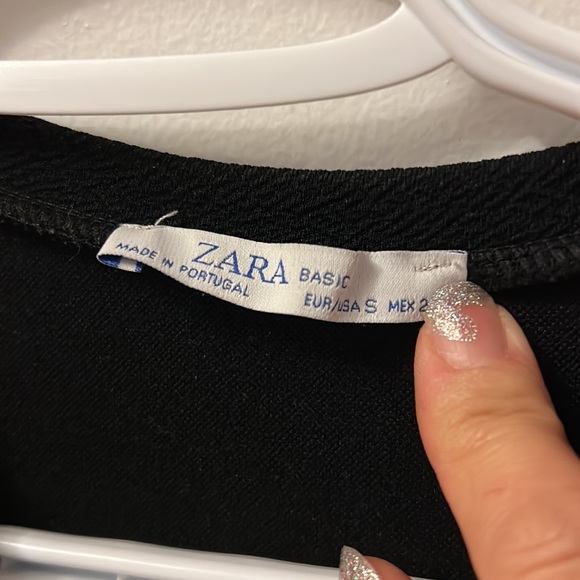 ZARA BASIC
MADE IN PORTUGAL
EUR/USA S MEX 2